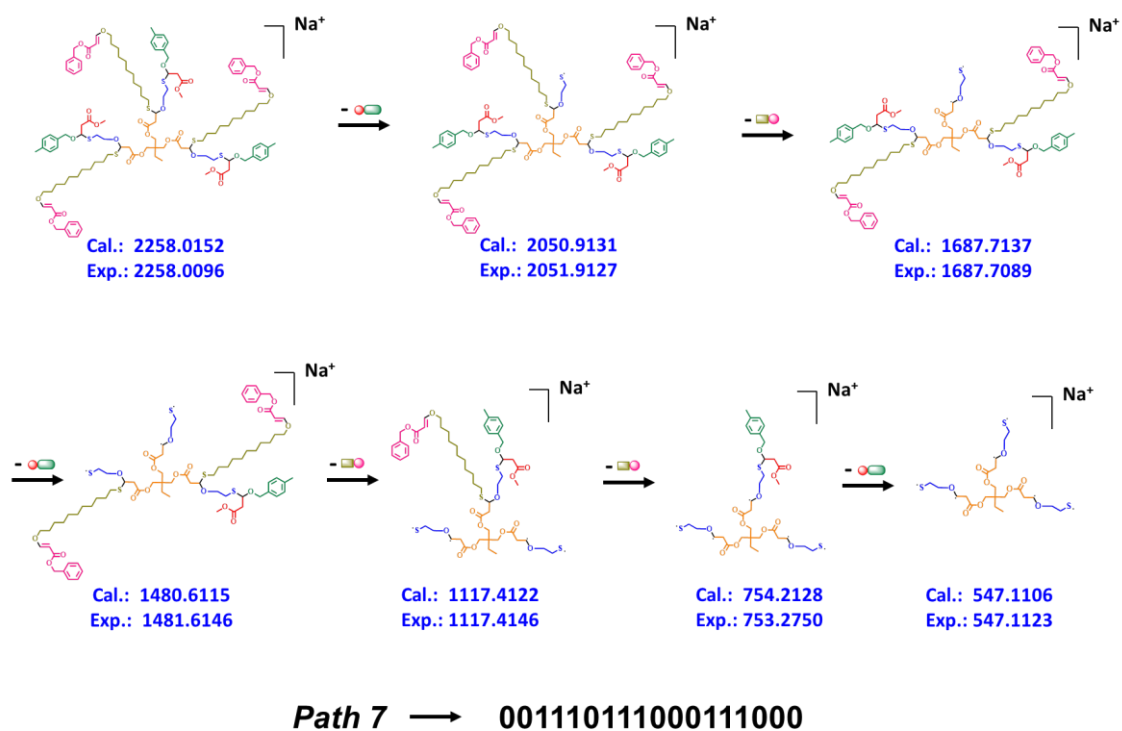 Na⁺
Na⁺
Na⁺
Cal.: 2258.0152
Exp.: 2258.0096
Cal.: 2050.9131
Exp.: 2051.9127
Cal.: 1687.7137
Exp.: 1687.7089
Na⁺
Na⁺
Na⁺
Na⁺
Cal.: 1480.6115
Exp.: 1481.6146
Cal.: 1117.4122
Exp.: 1117.4146
Cal.: 754.2128
Exp.: 753.2750
Cal.: 547.1106
Exp.: 547.1123
Path 7 → 001110111000111000